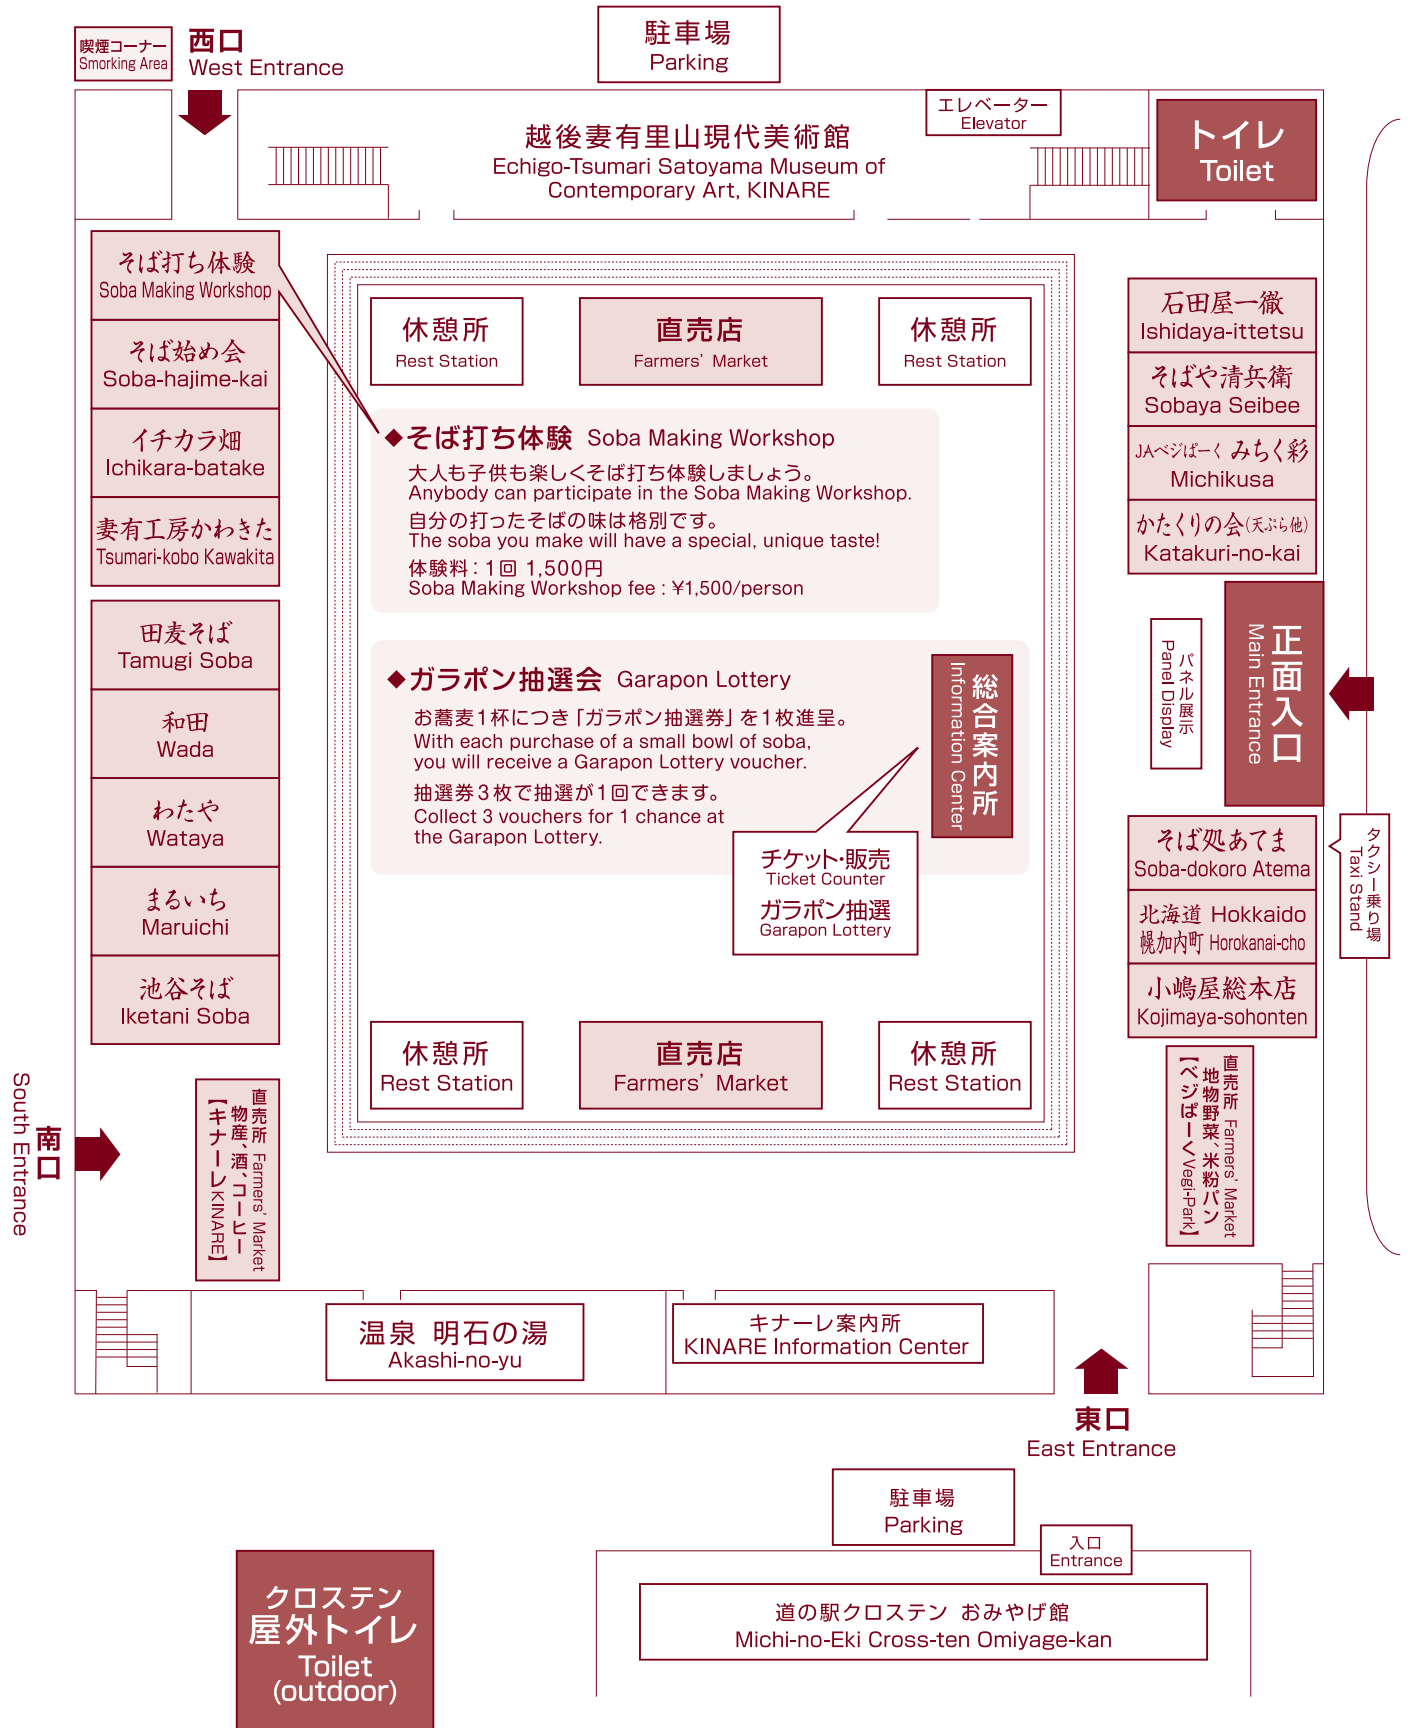 喫煙コーナー
Smorking Area
西口
West Entrance
駐車場
Parking
越後妻有里山現代美術館
Echigo-Tsumari Satoyama Museum of
Contemporary Art, KINARE
エレベーター
Elevator
トイレ
Toilet
そば打ち体験
Soba Making Workshop
そば始め会
Soba-hajime-kai
イチカラ畑
Ichikara-batake
妻有工房かわきた
Tsumari-kobo Kawakita
田麦そば
Tamugi Soba
和田
Wada
わたや
Wataya
まるいち
Maruichi
池谷そば
Iketani Soba
休憩所
Rest Station
直売店
Farmers' Market
休憩所
Rest Station
◆そば打ち体験 Soba Making Workshop
大人も子供も楽しくそば打ち体験しましょう。
Anybody can participate in the Soba Making Workshop.
自分の打ったそばの味は格別です。
The soba you make will have a special, unique taste!
体験料：1回 1,500円
Soba Making Workshop fee : ¥1,500/person
◆ガラポン抽選会 Garapon Lottery
お蕎麦1杯につき「ガラポン抽選券」を1枚進呈。
With each purchase of a small bowl of soba,
you will receive a Garapon Lottery voucher.
抽選券3枚で抽選が1回できます。
Collect 3 vouchers for 1 chance at
the Garapon Lottery.
総合案内所
Information Center
チケット・販売
Ticket Counter
ガラポン抽選
Garapon Lottery
休憩所
Rest Station
直売店
Farmers' Market
休憩所
Rest Station
石田屋一徹
Ishidaya-ittetsu
そばや清兵衛
Sobaya Seibee
JAベジぱーく みちく彩
Michikusa
かたくりの会(天ぷら他)
Katakuri-no-kai
正面入口
Main Entrance
パネル展示
Panel Display
そば処あてま
Soba-dokoro Atema
北海道 Hokkaido
幌加内町 Horokanai-cho
小嶋屋総本店
Kojimaya-sohonten
タクシー乗り場
Taxi Stand
直売所 Farmers' Market
地物野菜、米粉パン
【ベジぱーくVegi-Park】
南口
South Entrance
直売所 Farmers' Market
物産、酒、コーヒー
【キナーレKINARE】
温泉 明石の湯
Akashi-no-yu
キナーレ案内所
KINARE Information Center
東口
East Entrance
駐車場
Parking
入口
Entrance
道の駅クロステン おみやげ館
Michi-no-Eki Cross-ten Omiyage-kan
クロステン
屋外トイレ
Toilet
(outdoor)